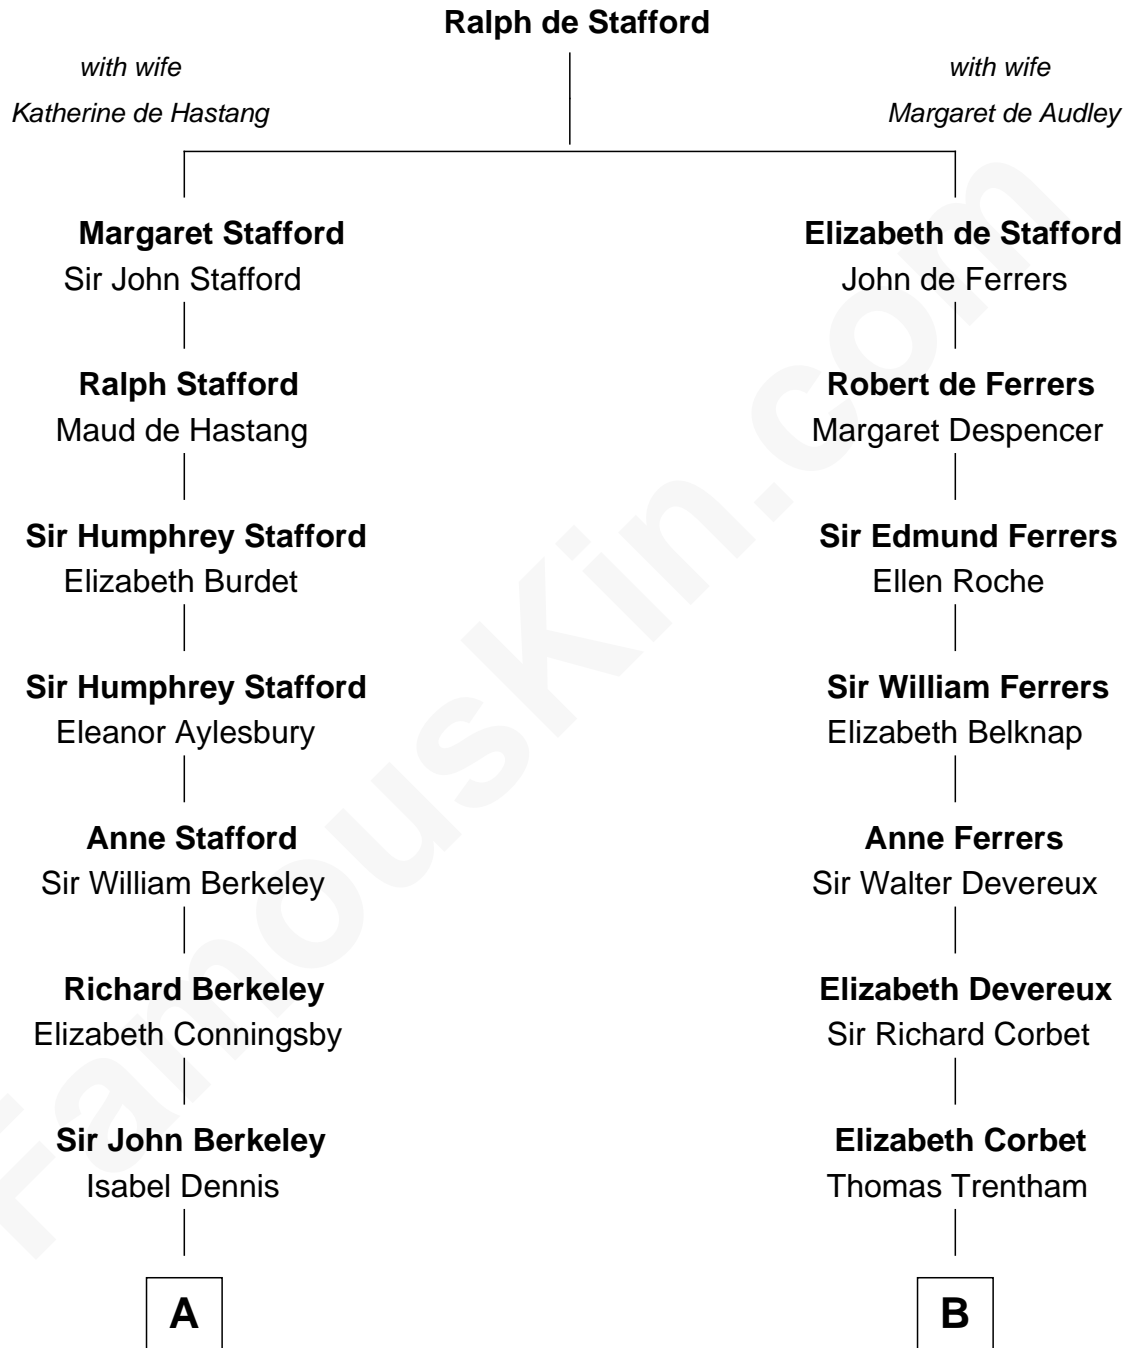 Ralph de Stafford
with wife
Katherine de Hastang
with wife
Margaret de Audley
Margaret Stafford
Sir John Stafford
Elizabeth de Stafford
John de Ferrers
Ralph Stafford
Maud de Hastang
Robert de Ferrers
Margaret Despencer
Sir Humphrey Stafford
Elizabeth Burdet
Sir Edmund Ferrers
Ellen Roche
Sir Humphrey Stafford
Eleanor Aylesbury
Sir William Ferrers
Elizabeth Belknap
Anne Stafford
Sir William Berkeley
Anne Ferrers
Sir Walter Devereux
Richard Berkeley
Elizabeth Conningsby
Elizabeth Devereux
Sir Richard Corbet
Sir John Berkeley
Isabel Dennis
Elizabeth Corbet
Thomas Trentham
A
B
FamousKin.com